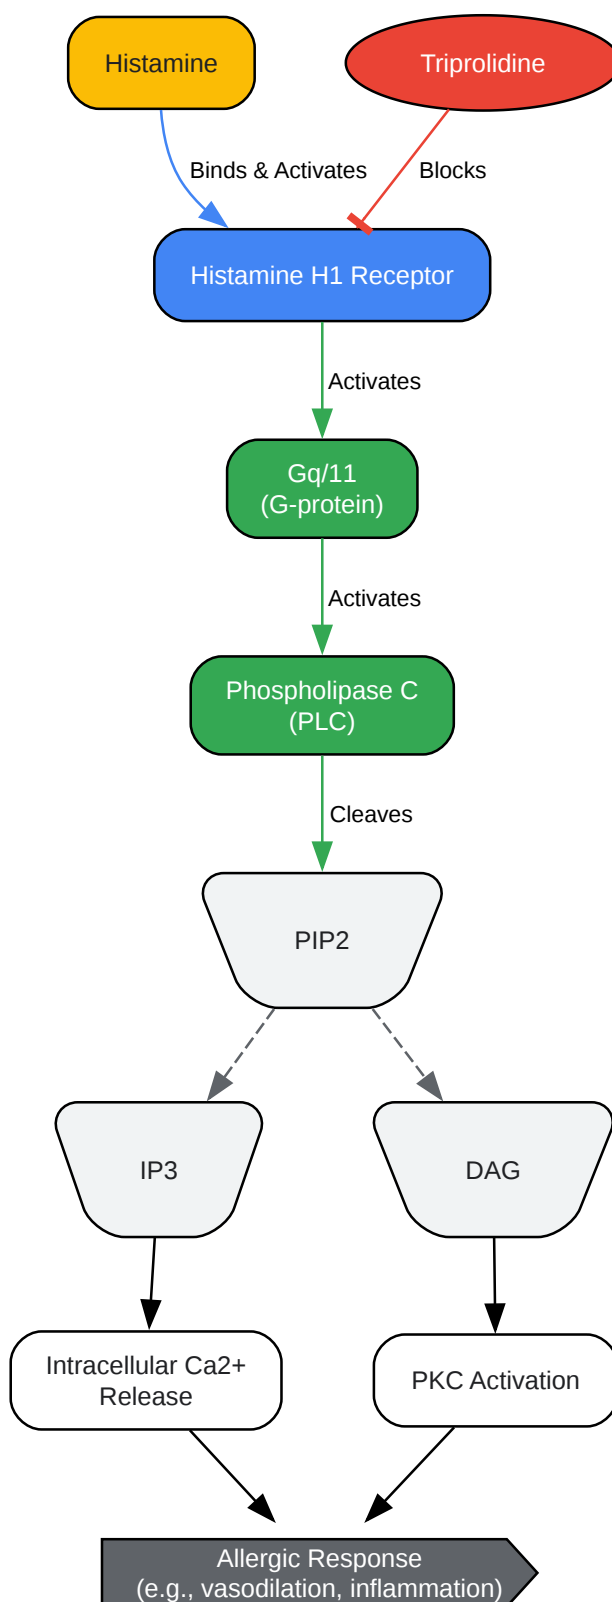 Histamine
Triprolidine
Binds & Activates
Blocks
Histamine H1 Receptor
Activates
Gq/11
(G-protein)
Activates
Phospholipase C
(PLC)
Cleaves
PIP2
IP3
DAG
Intracellular Ca2+
Release
PKC Activation
Allergic Response
(e.g., vasodilation, inflammation)